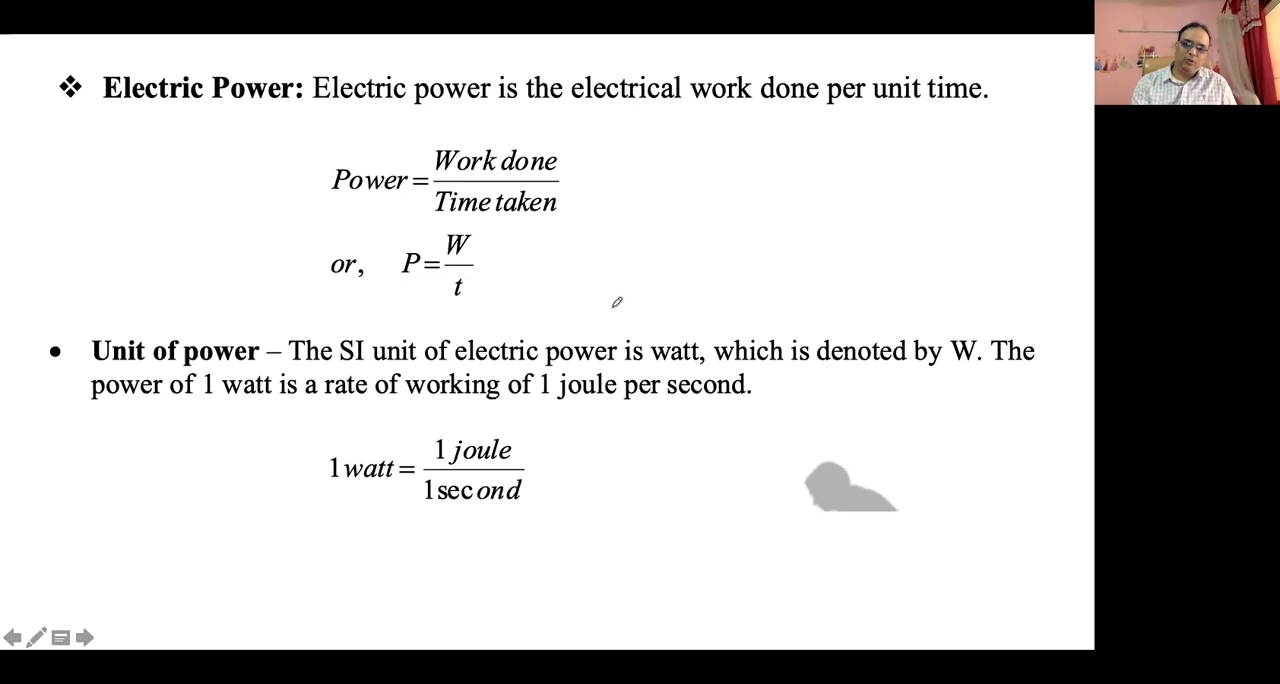 ❖ Electric Power: Electric power is the electrical work done per unit time.
Power = Work done / Time taken
or, P = W / t
• Unit of power – The SI unit of electric power is watt, which is denoted by W. The
power of 1 watt is a rate of working of 1 joule per second.
1 watt = 1 joule / 1 second